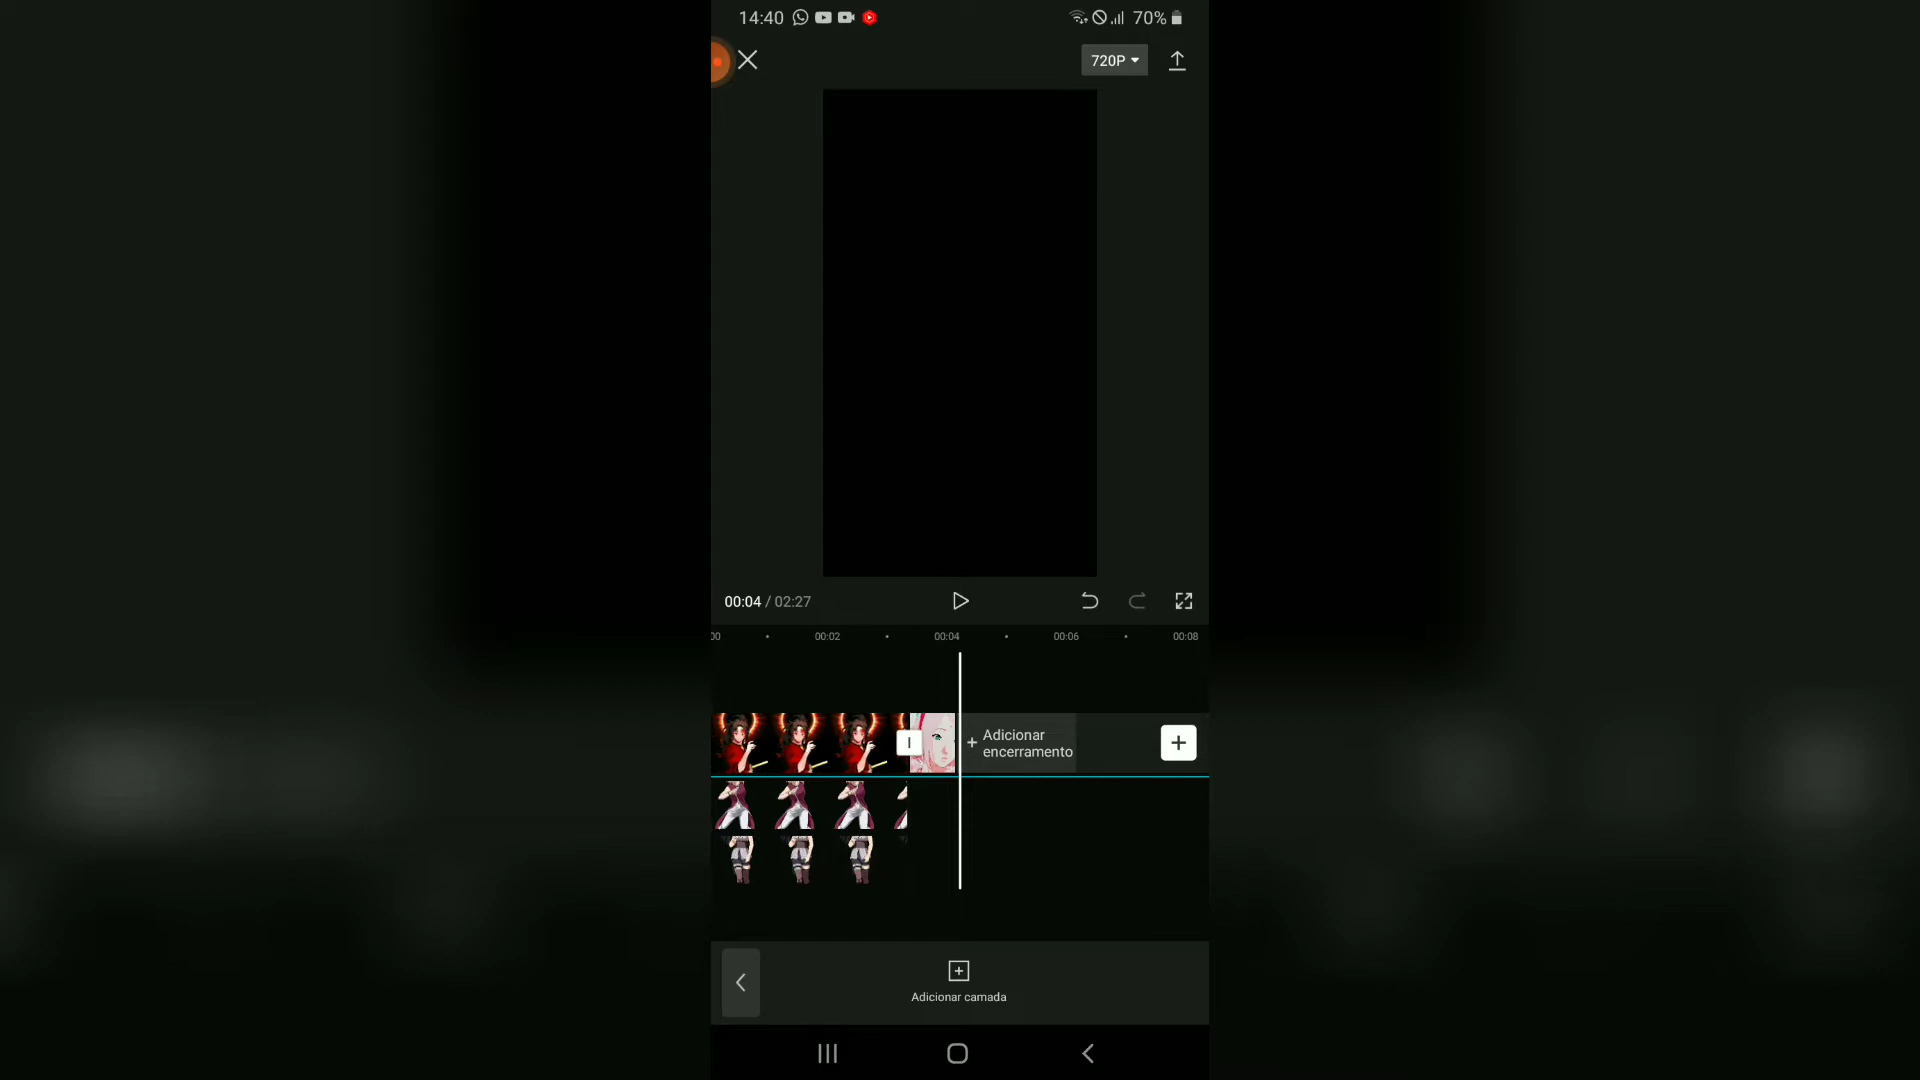 14:40
70%
720P
00:04 / 02:27
00
00:02
00:04
00:06
00:08
+ Adicionar
encerramento
Adicionar camada